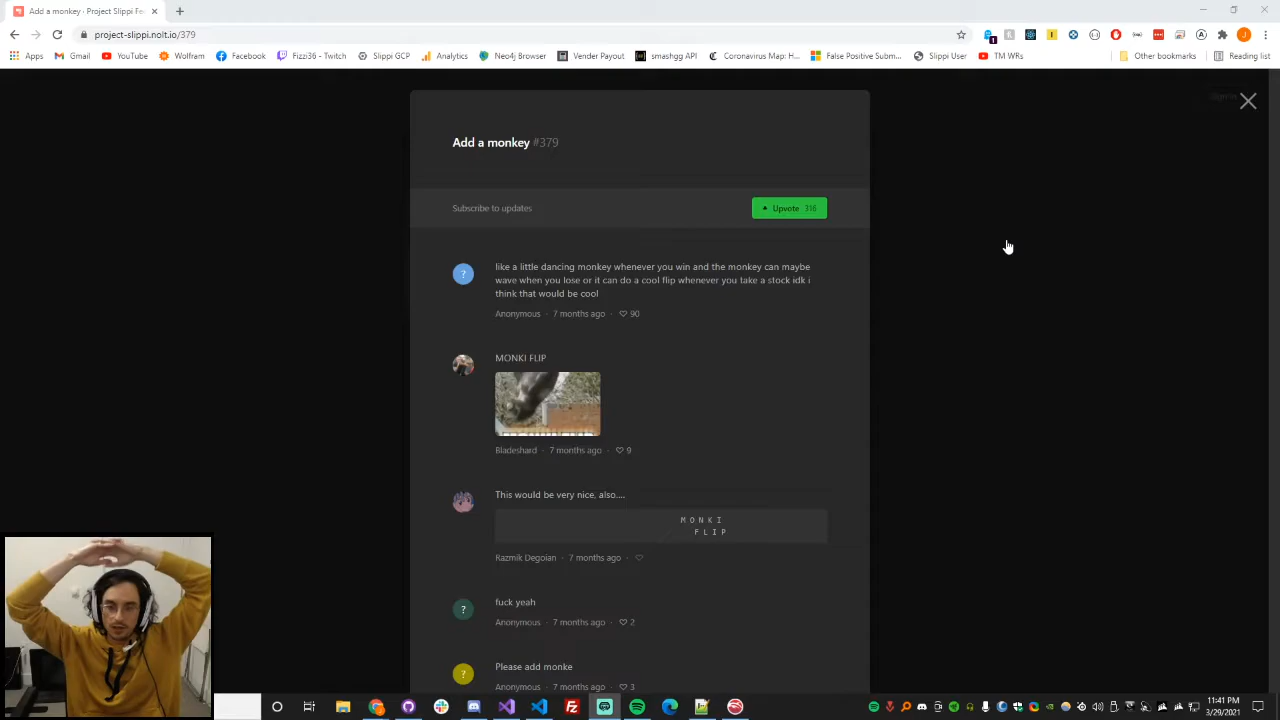 Add a monkey · Project Slippi Fe
project-slippi.nolt.io/379
Apps Gmail YouTube Wolfram Facebook Fizzi36 - Twitch Slippi GCP Analytics Neo4j Browser Vender Payout smashgg API Coronavirus Map: H... False Positive Subm... Slippi User TM WRs Other bookmarks Reading list
Sign in
Add a monkey #379
Subscribe to updates
Upvote 316
like a little dancing monkey whenever you win and the monkey can maybe
wave when you lose or it can do a cool flip whenever you take a stock idk i
think that would be cool
Anonymous · 7 months ago · 90
MONKI FLIP
Bladeshard · 7 months ago · 9
This would be very nice, also....
M O N K I
F L I P
Razmik Degoian · 7 months ago ·
fuck yeah
Anonymous · 7 months ago · 2
Please add monke
Anonymous · 7 months ago · 3
11:41 PM
3/29/2021